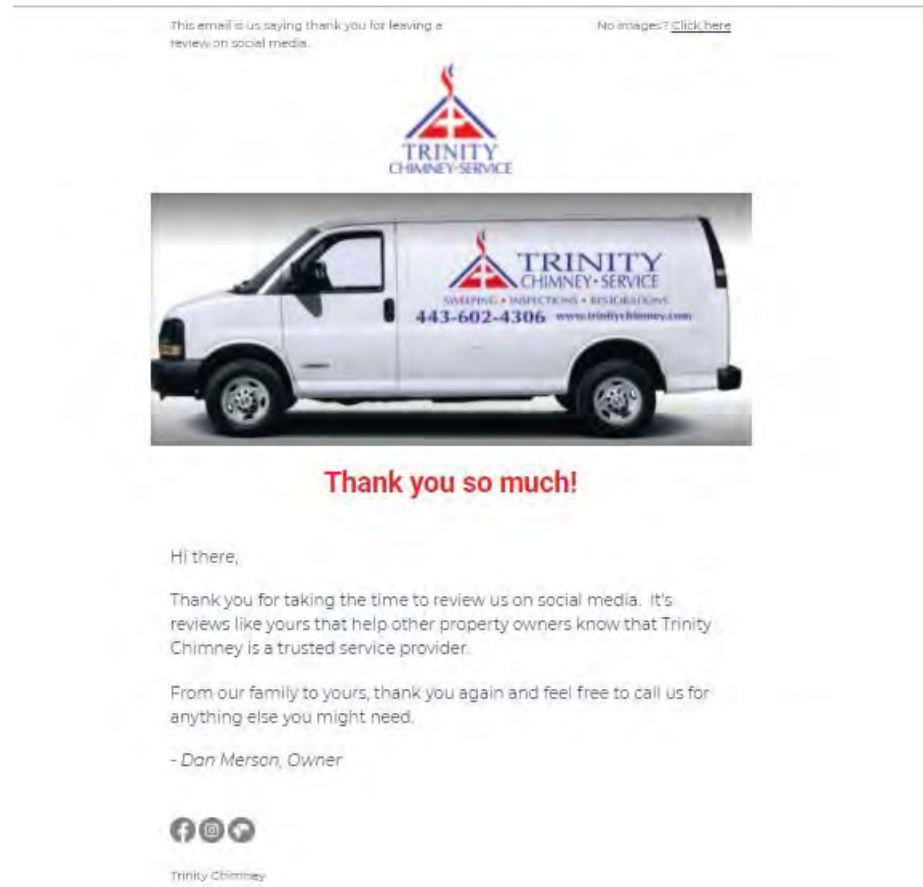 This email is us saying thank you for leaving a
review on social media.
No images? Click here
TRINITY
CHIMNEY•SERVICE
TRINITY
CHIMNEY•SERVICE
SWEEPING • INSPECTIONS • RESTORATIONS
443-602-4306 www.trinitychimney.com
Thank you so much!
Hi there,
Thank you for taking the time to review us on social media. It's
reviews like yours that help other property owners know that Trinity
Chimney is a trusted service provider.
From our family to yours, thank you again and feel free to call us for
anything else you might need.
- Dan Merson, Owner
Trinity Chimney